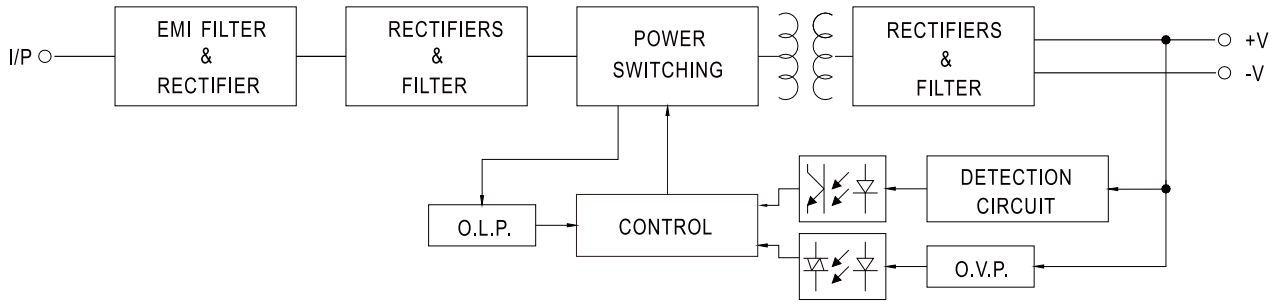 I/P
EMI FILTER
&
RECTIFIER
RECTIFIERS
&
FILTER
POWER
SWITCHING
RECTIFIERS
&
FILTER
+V
-V
O.L.P.
CONTROL
DETECTION
CIRCUIT
O.V.P.